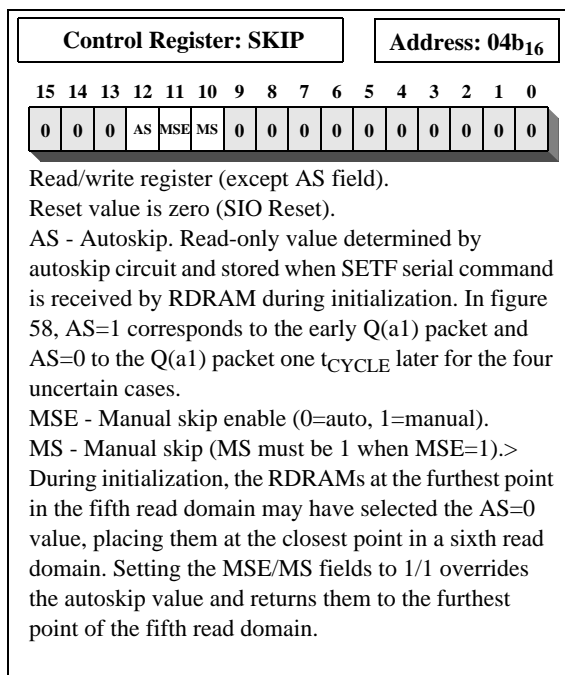 Control Register: SKIP
Address: 04b16
15 14 13 12 11 10 9 8 7 6 5 4 3 2 1 0
0 0 0 AS MSE MS 0 0 0 0 0 0 0 0 0 0
Read/write register (except AS field).
Reset value is zero (SIO Reset).
AS - Autoskip. Read-only value determined by
autoskip circuit and stored when SETF serial command
is received by RDRAM during initialization. In figure
58, AS=1 corresponds to the early Q(a1) packet and
AS=0 to the Q(a1) packet one tCYCLE later for the four
uncertain cases.
MSE - Manual skip enable (0=auto, 1=manual).
MS - Manual skip (MS must be 1 when MSE=1).>
During initialization, the RDRAMs at the furthest point
in the fifth read domain may have selected the AS=0
value, placing them at the closest point in a sixth read
domain. Setting the MSE/MS fields to 1/1 overrides
the autoskip value and returns them to the furthest
point of the fifth read domain.